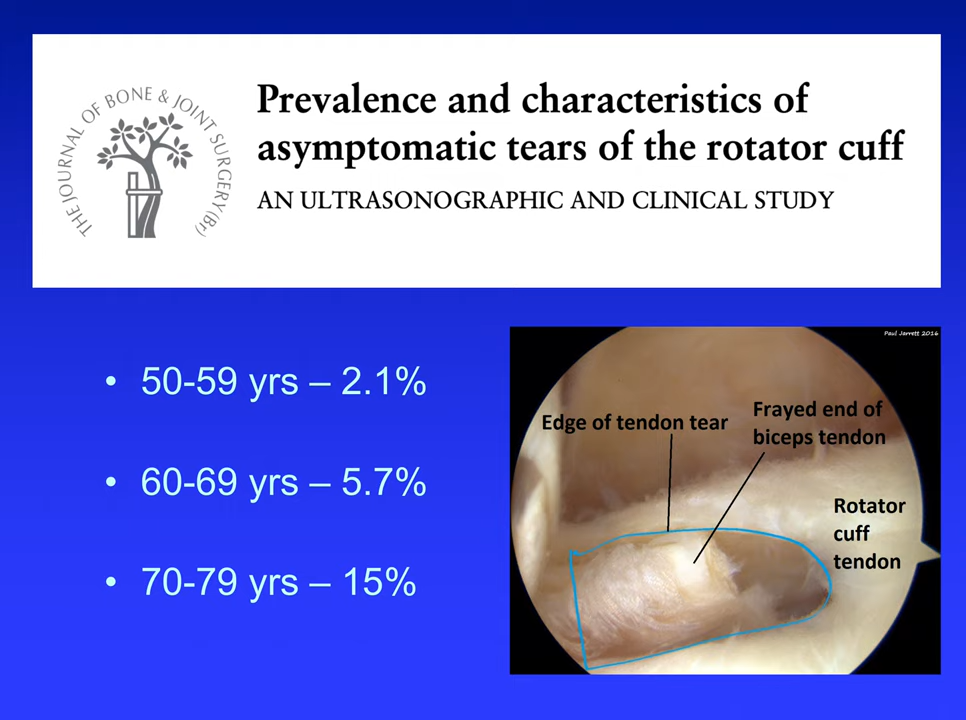 THE JOURNAL OF BONE & JOINT SURGERY (Br)
Prevalence and characteristics of
asymptomatic tears of the rotator cuff
AN ULTRASONOGRAPHIC AND CLINICAL STUDY
• 50-59 yrs – 2.1%
• 60-69 yrs – 5.7%
• 70-79 yrs – 15%
Paul Jarrett 2016
Edge of tendon tear
Frayed end of
biceps tendon
Rotator
cuff
tendon